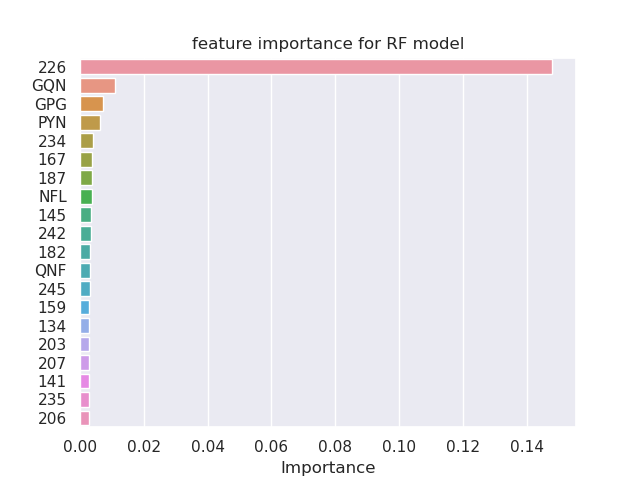 feature importance for RF model
226
GQN
GPG
PYN
234
167
187
NFL
145
242
182
QNF
245
159
134
203
207
141
235
206
0.00 0.02 0.04 0.06 0.08 0.10 0.12 0.14
Importance